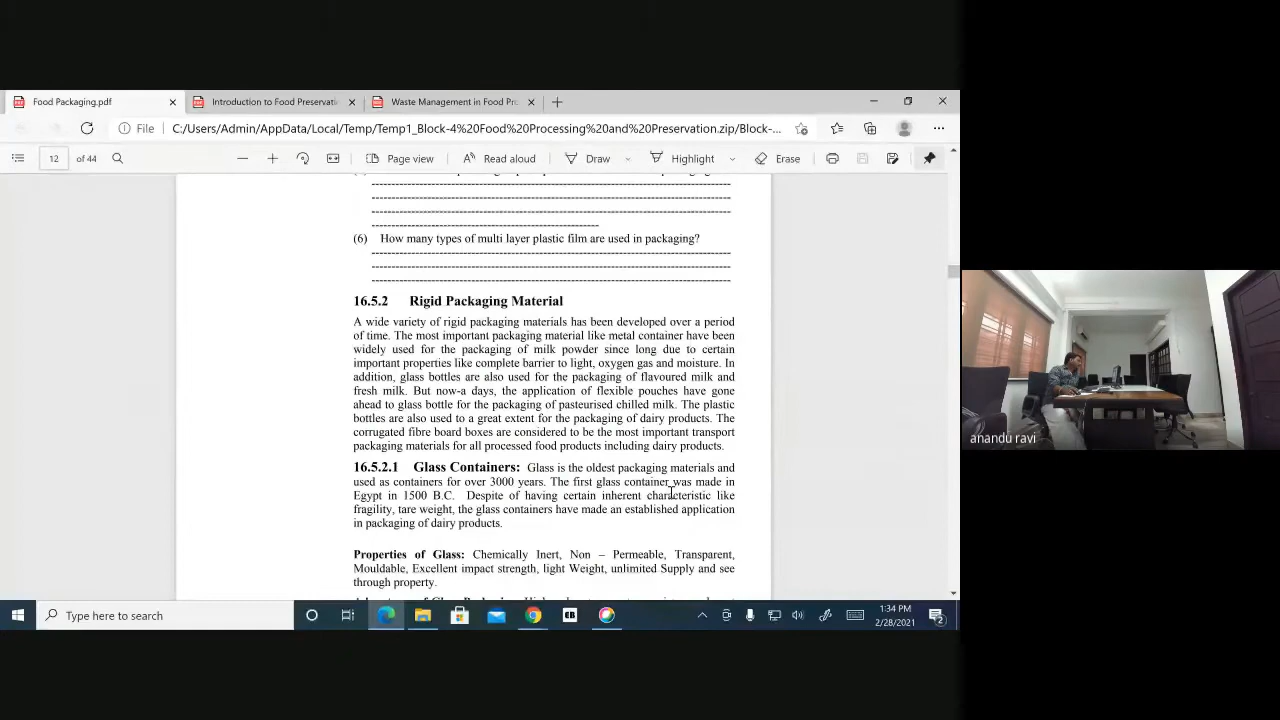 Food Packaging.pdf
Introduction to Food Preservati
Waste Management in Food Pr
File
C:/Users/Admin/AppData/Local/Temp/Temp1_Block-4%20Food%20Processing%20and%20Preservation.zip/Block-...
12 of 44
Page view
Read aloud
Draw
Highlight
Erase
(6) How many types of multi layer plastic film are used in packaging?
16.5.2 Rigid Packaging Material
A wide variety of rigid packaging materials has been developed over a period
of time. The most important packaging material like metal container have been
widely used for the packaging of milk powder since long due to certain
important properties like complete barrier to light, oxygen gas and moisture. In
addition, glass bottles are also used for the packaging of flavoured milk and
fresh milk. But now-a days, the application of flexible pouches have gone
ahead to glass bottle for the packaging of pasteurised chilled milk. The plastic
bottles are also used to a great extent for the packaging of dairy products. The
corrugated fibre board boxes are considered to be the most important transport
packaging materials for all processed food products including dairy products.
16.5.2.1 Glass Containers: Glass is the oldest packaging materials and
used as containers for over 3000 years. The first glass container was made in
Egypt in 1500 B.C. Despite of having certain inherent characteristic like
fragility, tare weight, the glass containers have made an established application
in packaging of dairy products.
Properties of Glass: Chemically Inert, Non – Permeable, Transparent,
Mouldable, Excellent impact strength, light Weight, unlimited Supply and see
through property.
anandu ravi
Type here to search
1:34 PM
2/28/2021
2